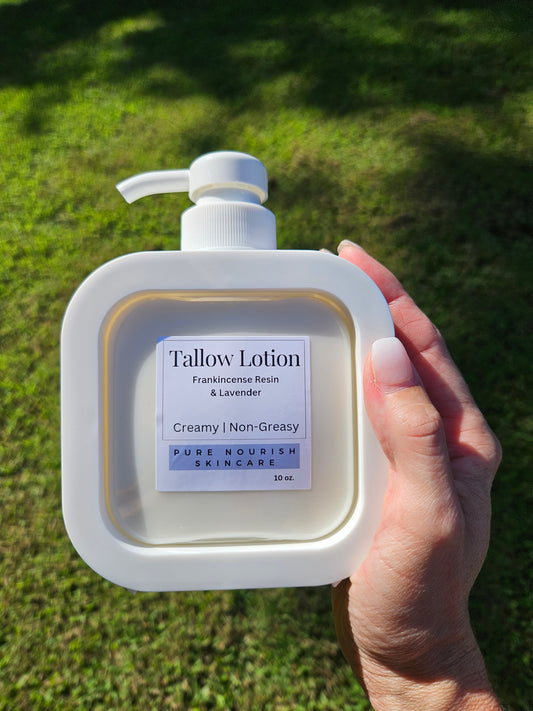 Tallow Lotion
Frankincense Resin
& Lavender
Creamy | Non-Greasy
PURE NOURISH
SKINCARE
10 oz.